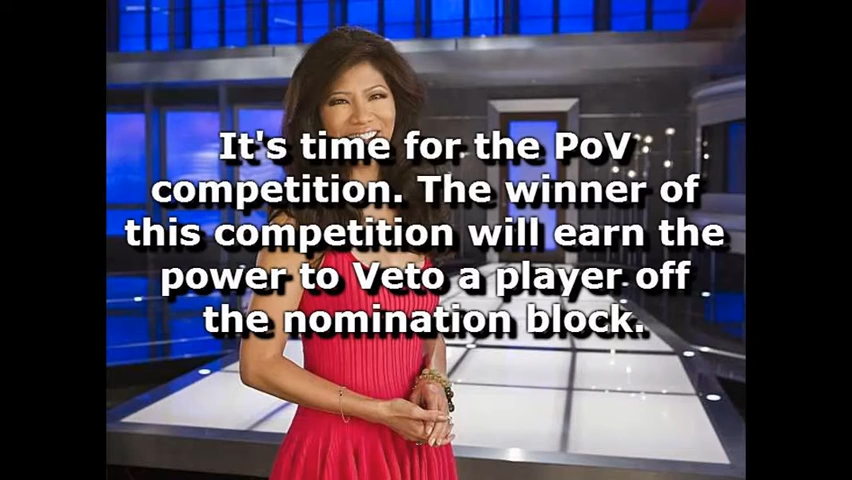 It's time for the PoV
competition. The winner of
this competition will earn the
power to Veto a player off
the nomination block.